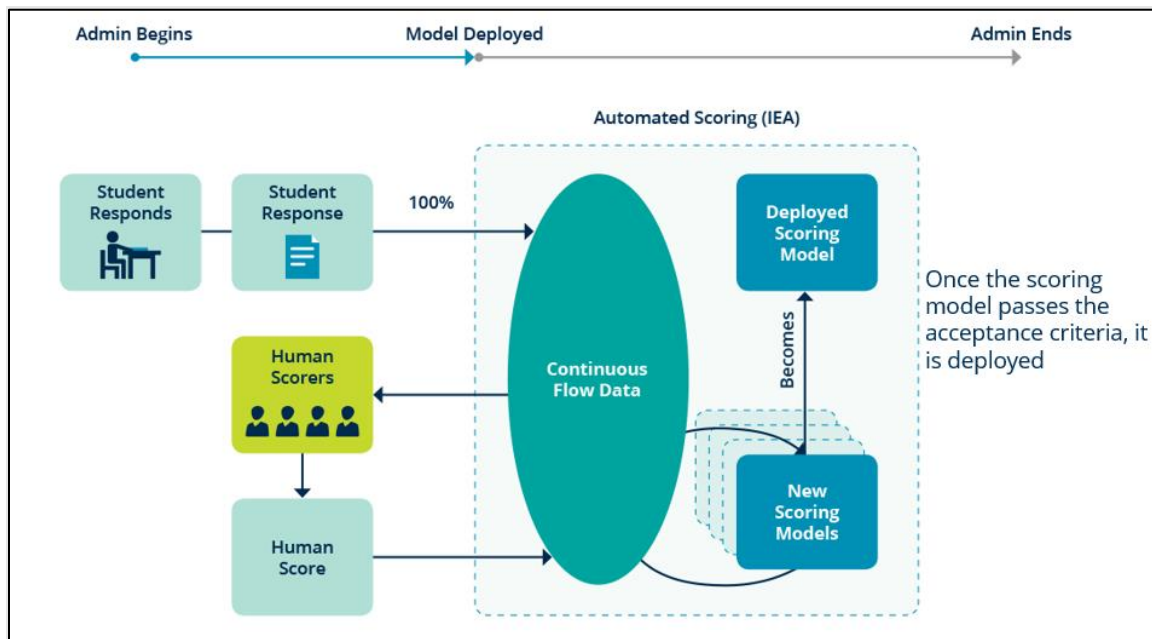 Admin Begins
Model Deployed
Admin Ends
Automated Scoring (IEA)
Student
Responds
Student
Response
100%
Deployed
Scoring
Model
Once the scoring
model passes the
acceptance criteria, it
is deployed
Human
Scorers
Continuous
Flow Data
Becomes
New
Scoring
Models
Human
Score